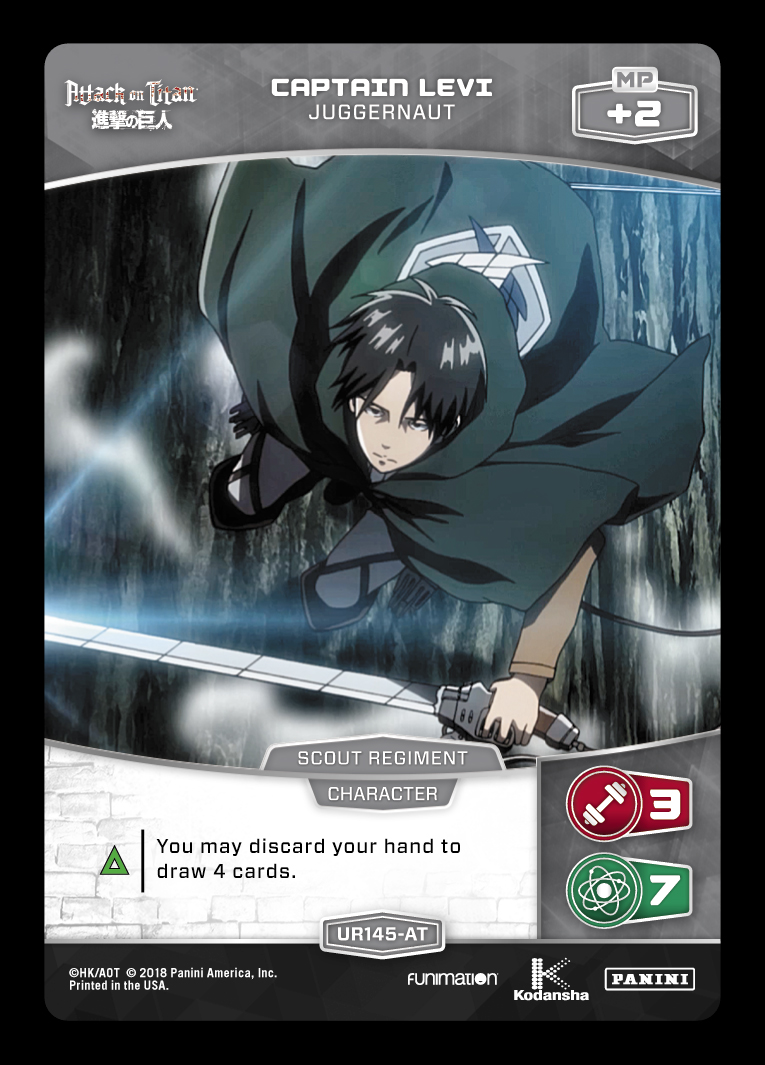 Attack on Titan
進撃の巨人
CAPTAIN LEVI
JUGGERNAUT
MP
+2
SCOUT REGIMENT
CHARACTER
You may discard your hand to
draw 4 cards.
3
7
UR145-AT
©HK/AOT © 2018 Panini America, Inc.
Printed in the USA.
FUNIMATION
K
Kodansha
PANINI